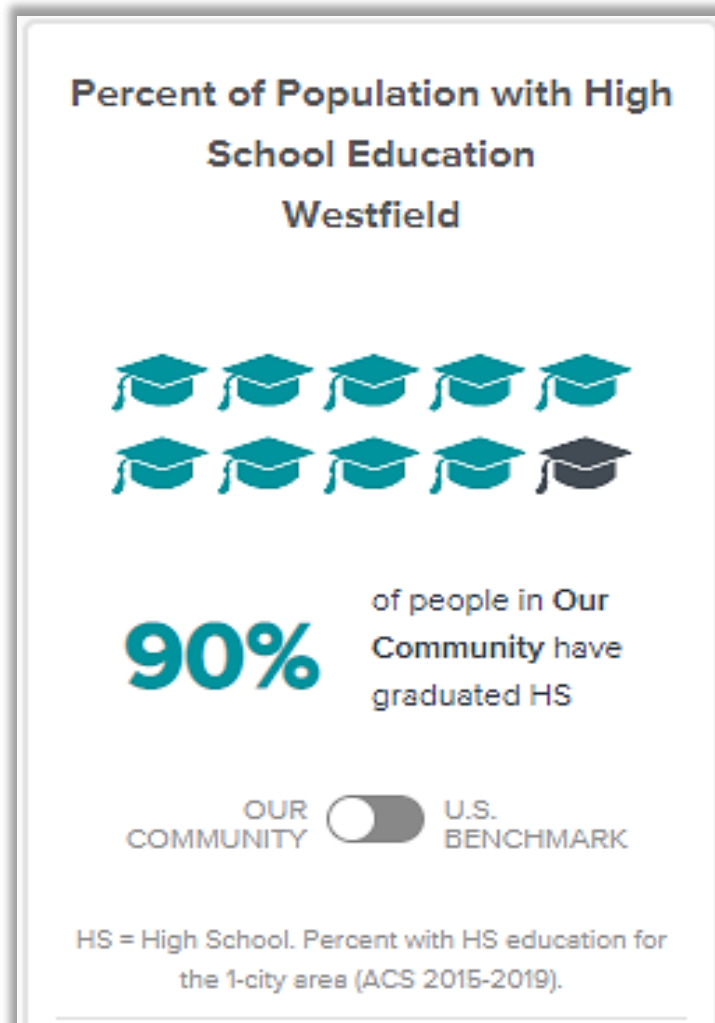 Percent of Population with High
School Education
Westfield
90%
of people in Our
Community have
graduated HS
OUR
COMMUNITY
U.S.
BENCHMARK
HS = High School. Percent with HS education for
the 1-city area (ACS 2015-2019).